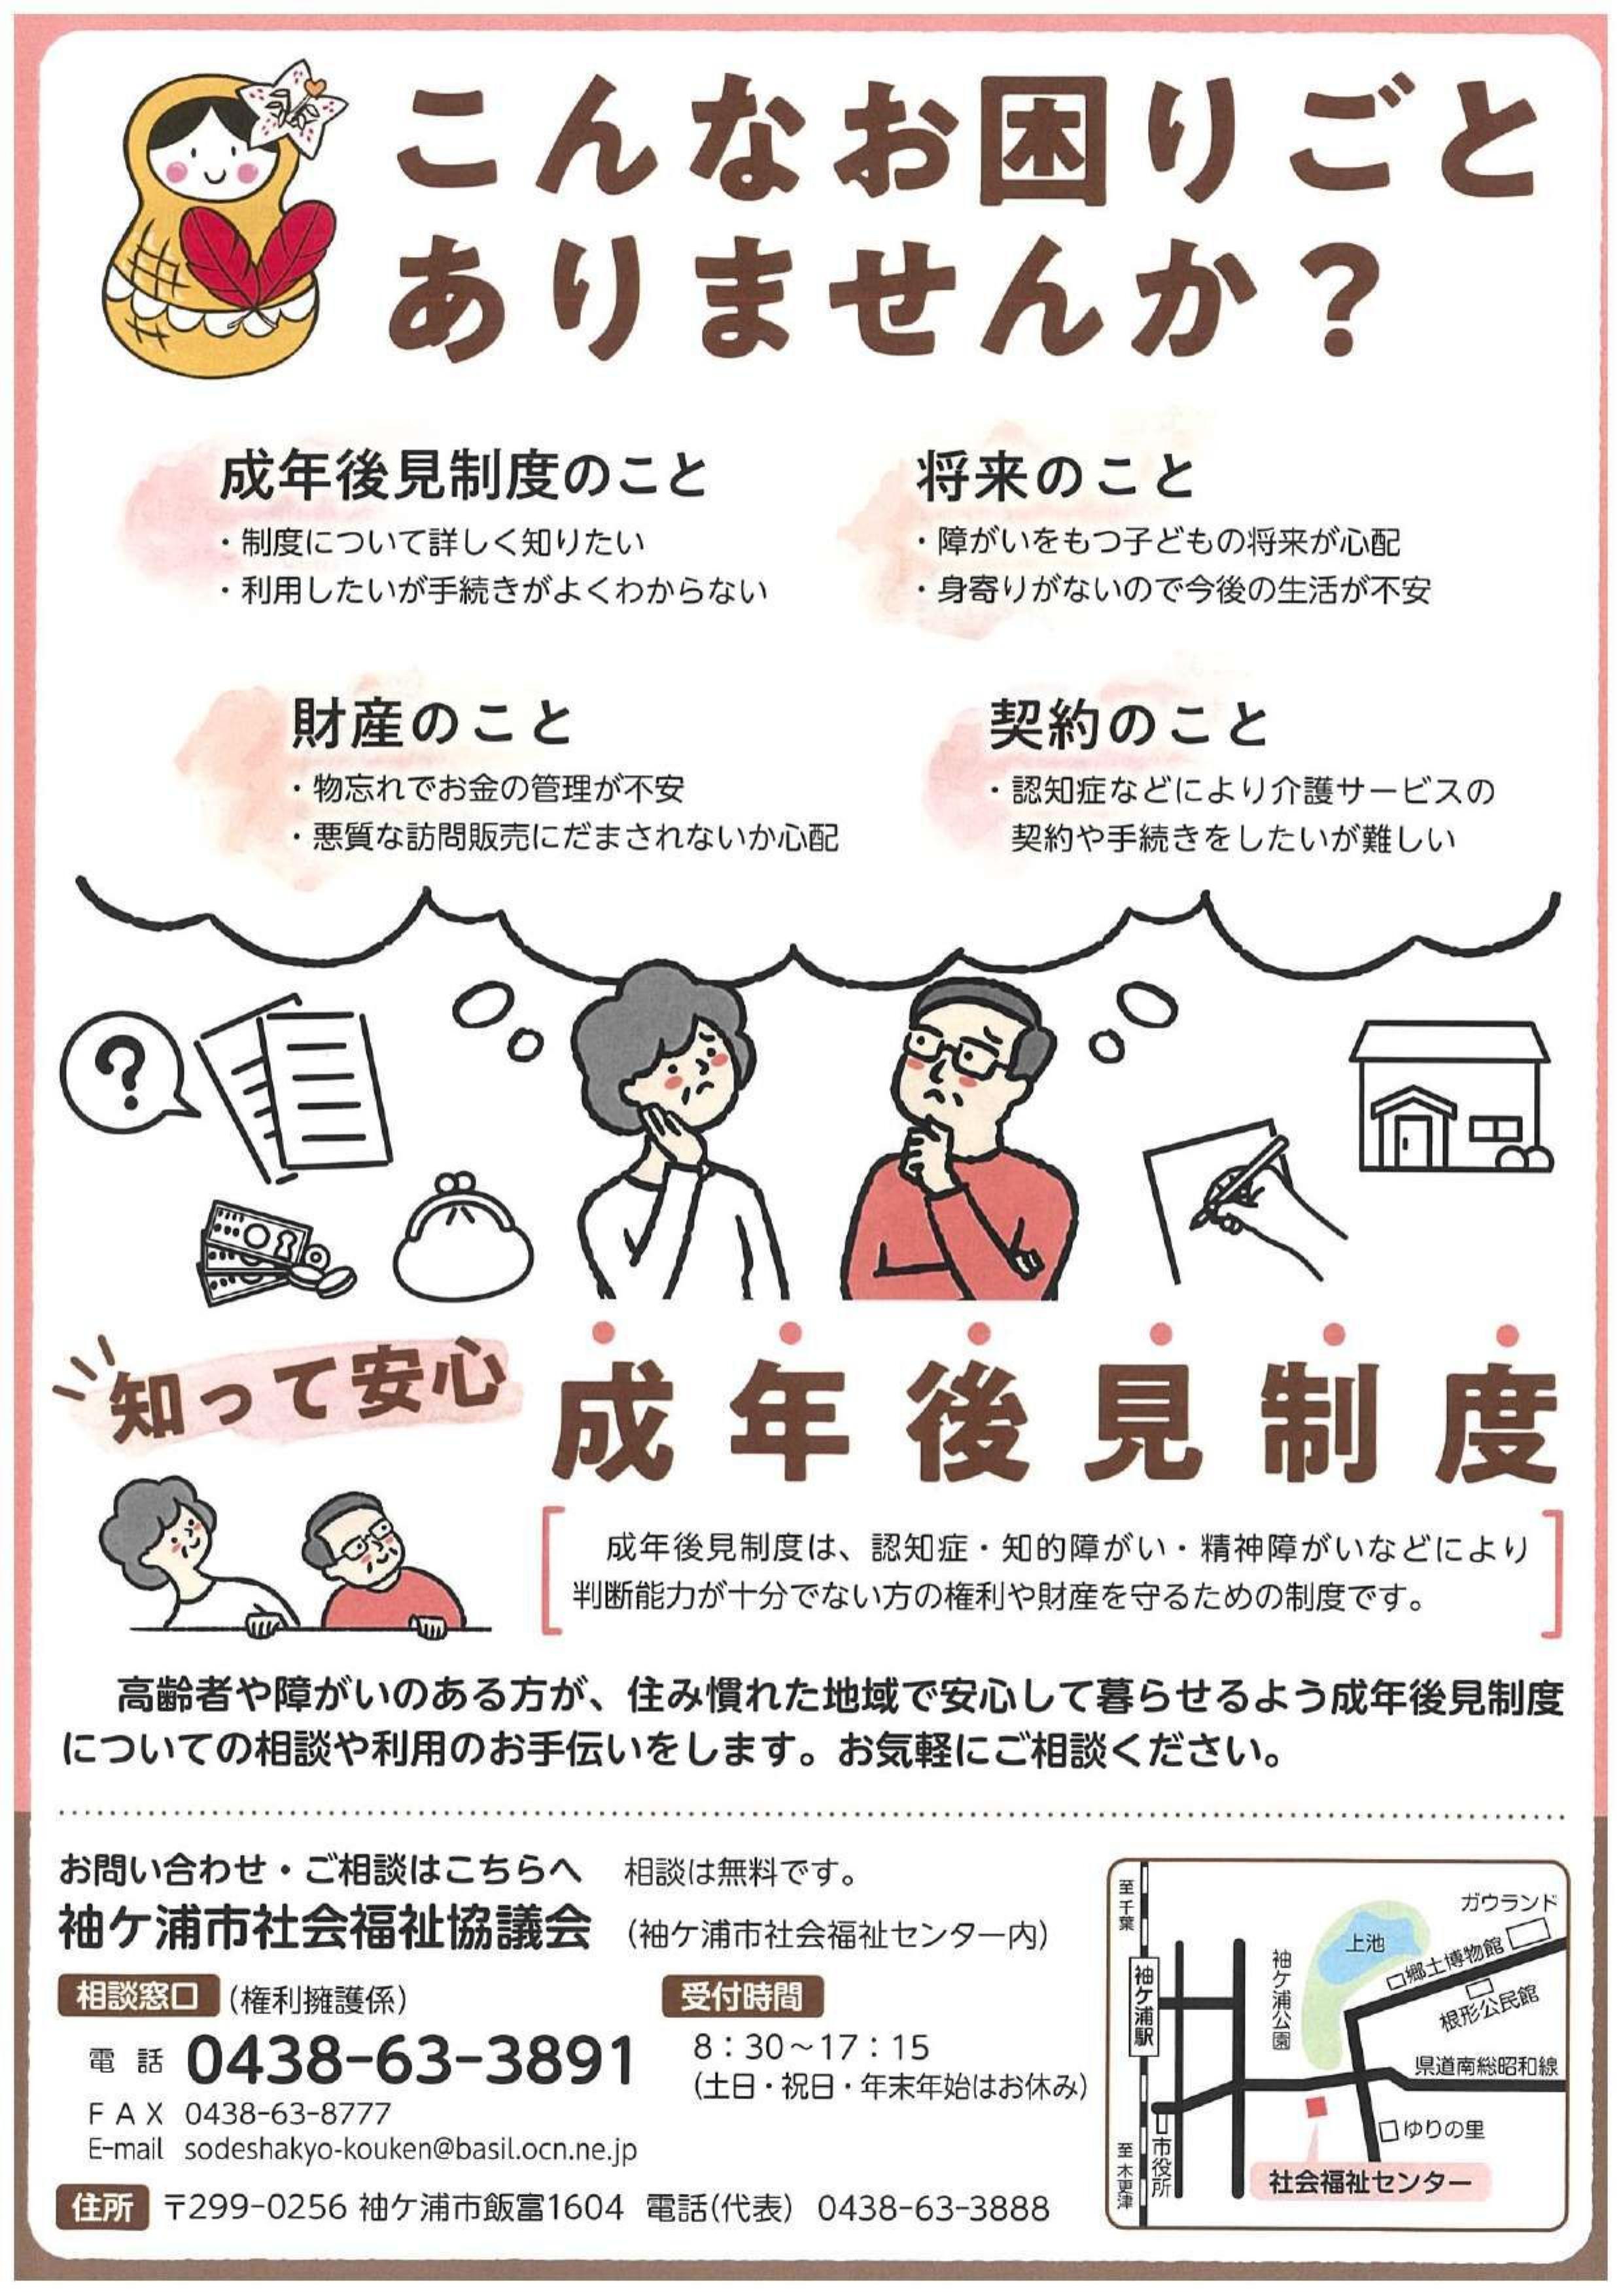 こんなお困りごと
ありませんか？
成年後見制度のこと
・制度について詳しく知りたい
・利用したいが手続きがよくわからない
将来のこと
・障がいをもつ子どもの将来が心配
・身寄りがないので今後の生活が不安
財産のこと
・物忘れでお金の管理が不安
・悪質な訪問販売にだまされないか心配
契約のこと
・認知症などにより介護サービスの
契約や手続きをしたいが難しい
?
知って安心
成年後見制度
成年後見制度は、認知症・知的障がい・精神障がいなどにより
判断能力が十分でない方の権利や財産を守るための制度です。
高齢者や障がいのある方が、住み慣れた地域で安心して暮らせるよう成年後見制度
についての相談や利用のお手伝いをします。お気軽にご相談ください。
お問い合わせ・ご相談はこちらへ 相談は無料です。
袖ケ浦市社会福祉協議会 (袖ケ浦市社会福祉センター内)
相談窓口 (権利擁護係)
電話 0438-63-3891
FAX 0438-63-8777
E-mail sodeshakyo-kouken@basil.ocn.ne.jp
受付時間
8：30～17：15
(土日・祝日・年末年始はお休み)
住所 〒299-0256 袖ケ浦市飯富1604 電話(代表) 0438-63-3888
至千葉
袖ケ浦駅
至木更津
市役所
袖ケ浦公園
上池
ガウランド
郷土博物館
根形公民館
県道南総昭和線
ゆりの里
社会福祉センター